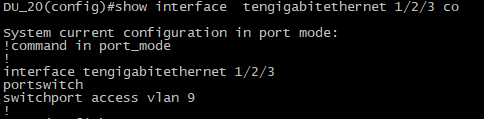 DU_20(config)#show interface  tengigabitethernet 1/2/3 co
System current configuration in port mode:
!command in port_mode
!
interface tengigabitethernet 1/2/3
portswitch
switchport access vlan 9
!